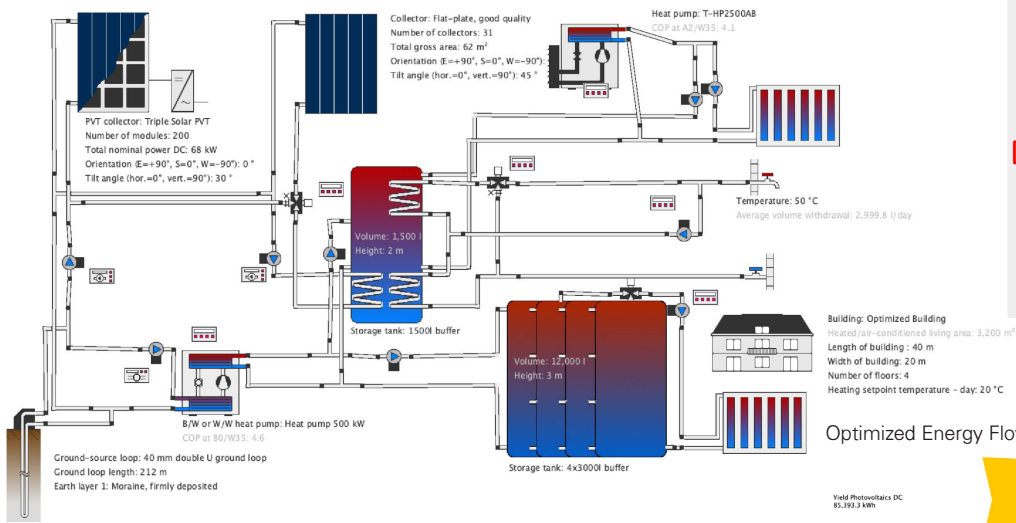 Collector: Flat-plate, good quality
Number of collectors: 31
Total gross area: 62 m²
Orientation (E=+90°, S=0°, W=-90°):
Tilt angle (hor.=0°, vert.=90°): 45 °
Heat pump: T-HP2500AB
COP at A2/W35: 4.1
PVT collector: Triple Solar PVT
Number of modules: 200
Total nominal power DC: 68 kW
Orientation (E=+90°, S=0°, W=-90°): 0 °
Tilt angle (hor.=0°, vert.=90°): 30 °
Temperature: 50 °C
Average volume withdrawal: 2,999.8 l/day
Volume: 1,500 l
Height: 2 m
Storage tank: 1500l buffer
Volume: 12,000 l
Height: 3 m
Storage tank: 4x3000l buffer
Building: Optimized Building
Heated/air-conditioned living area: 3,200 m²
Length of building : 40 m
Width of building: 20 m
Number of floors: 4
Heating setpoint temperature - day: 20 °C
B/W or W/W heat pump: Heat pump 500 kW
COP at B0/W35: 4.6
Ground-source loop: 40 mm double U ground loop
Ground loop length: 212 m
Earth layer 1: Moraine, firmly deposited
Optimized Energy Flo
Yield Photovoltaics DC
85,393.3 kWh